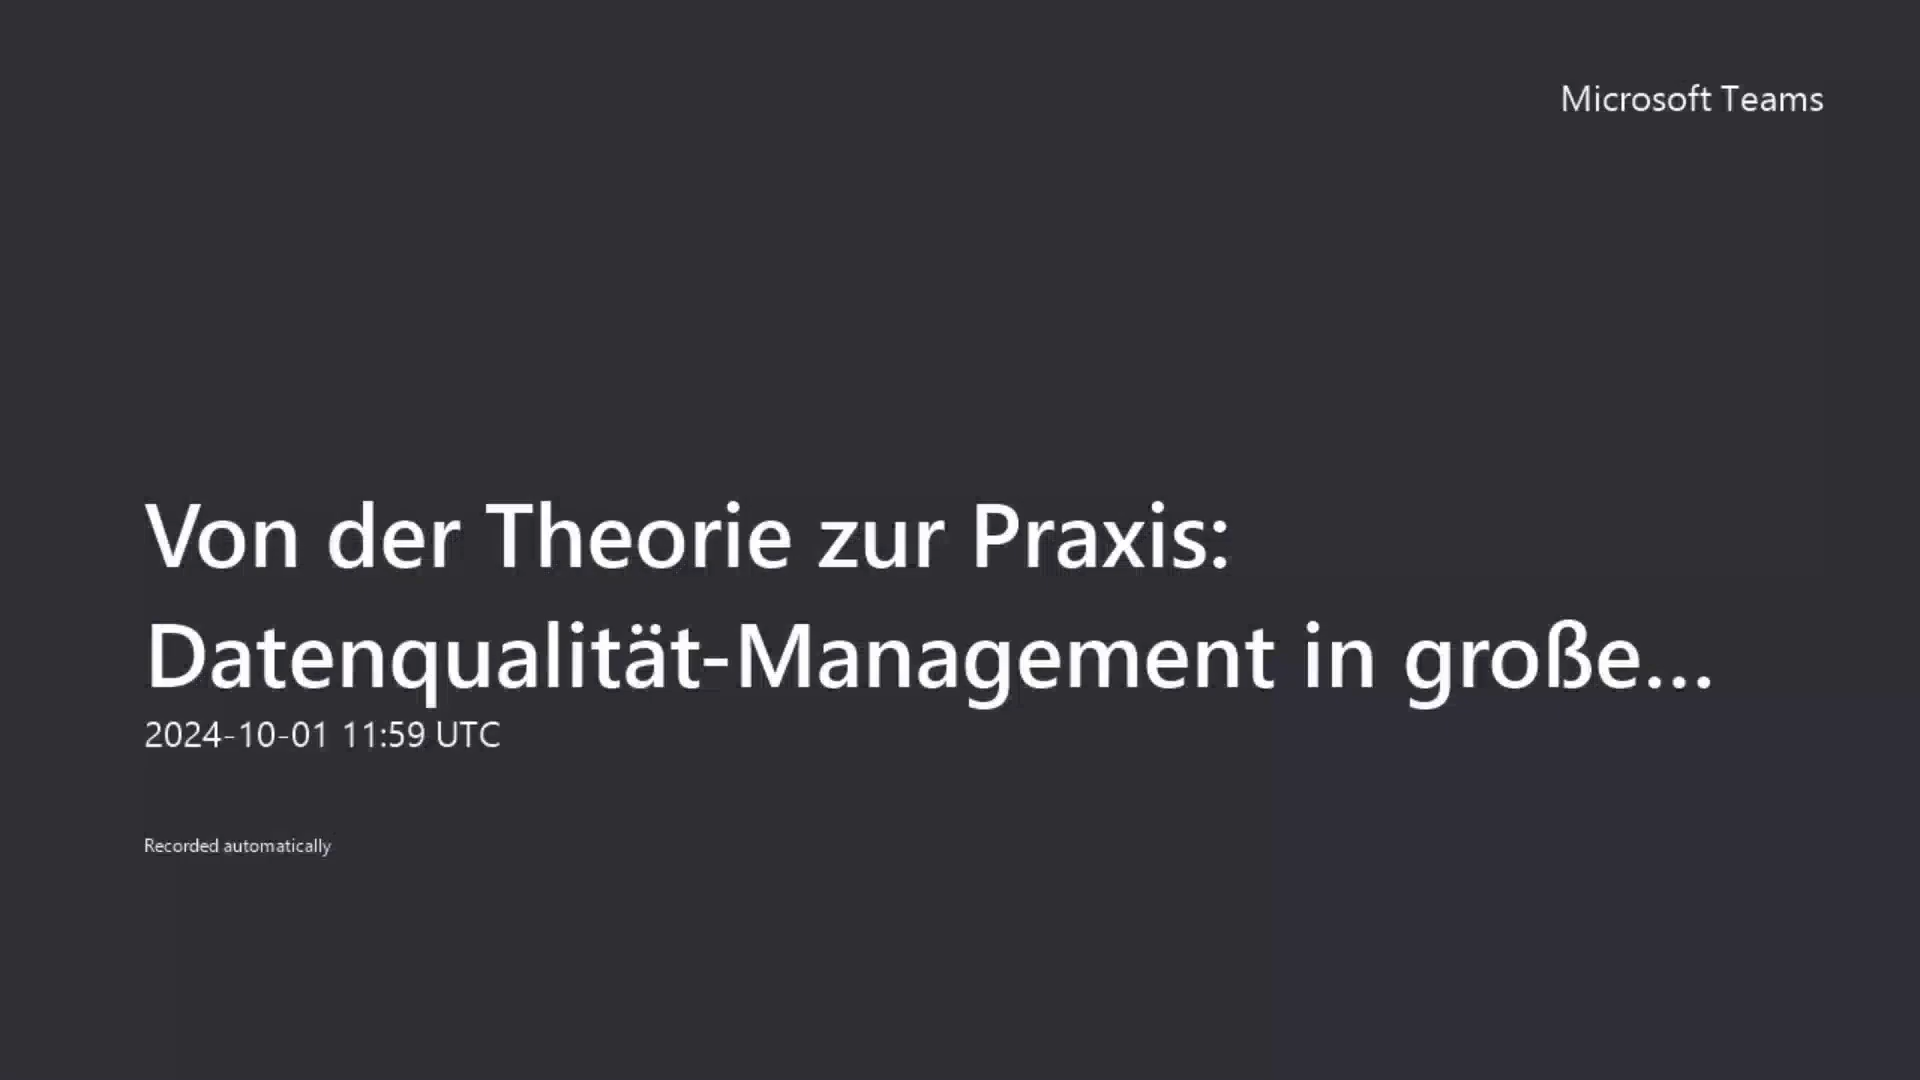 Microsoft Teams
Von der Theorie zur Praxis:
Datenqualität-Management in große...
2024-10-01 11:59 UTC
Recorded automatically